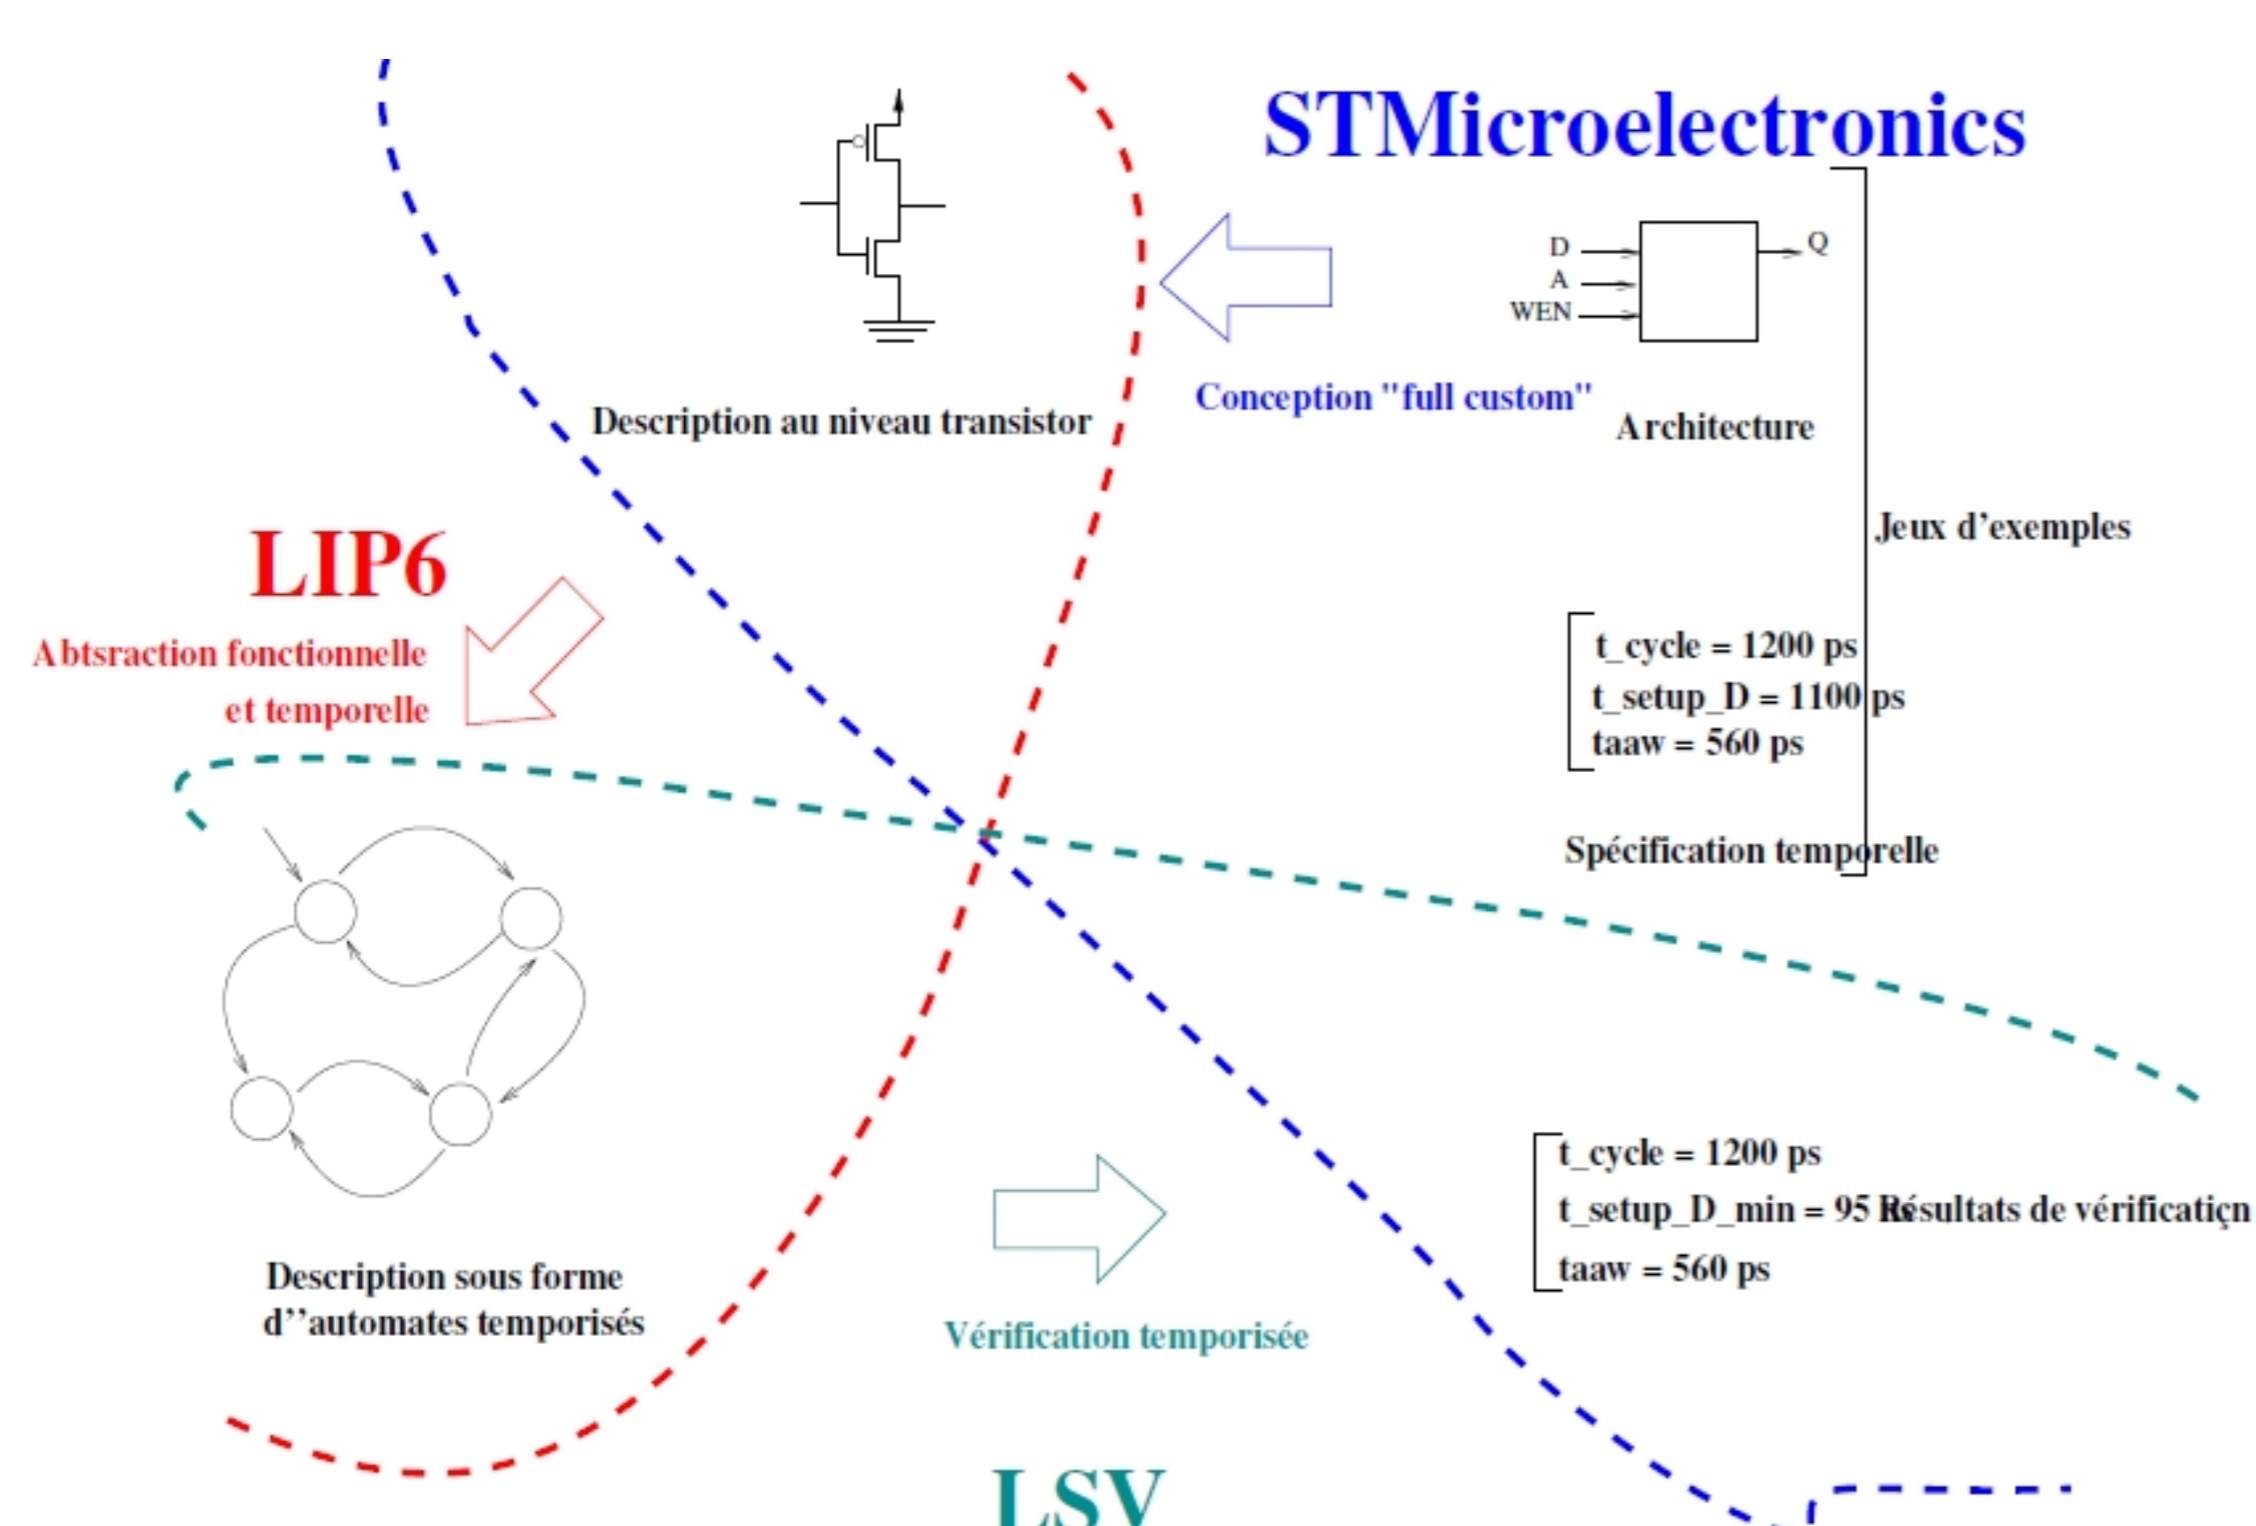 STMicroelectronics
D
A
WEN
Q
Conception "full custom"
Architecture
Description au niveau transistor
Jeux d'exemples
LIP6
Abtsraction fonctionnelle
et temporelle
t_cycle = 1200 ps
t_setup_D = 1100 ps
taaw = 560 ps
Spécification temporelle
t_cycle = 1200 ps
t_setup_D_min = 95
Résultats de vérification
taaw = 560 ps
Description sous forme
d''automates temporisés
Vérification temporisée
LSV